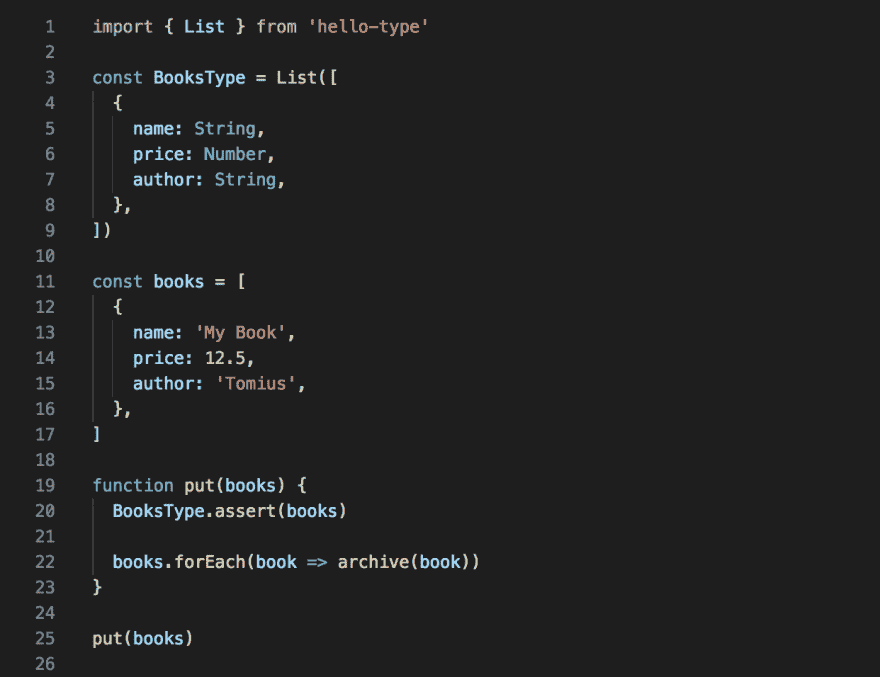 1 import { List } from 'hello-type'
2
3 const BooksType = List([
4   {
5     name: String,
6     price: Number,
7     author: String,
8   },
9 ])
10
11 const books = [
12   {
13     name: 'My Book',
14     price: 12.5,
15     author: 'Tomius',
16   },
17 ]
18
19 function put(books) {
20   BooksType.assert(books)
21
22   books.forEach(book => archive(book))
23 }
24
25 put(books)
26